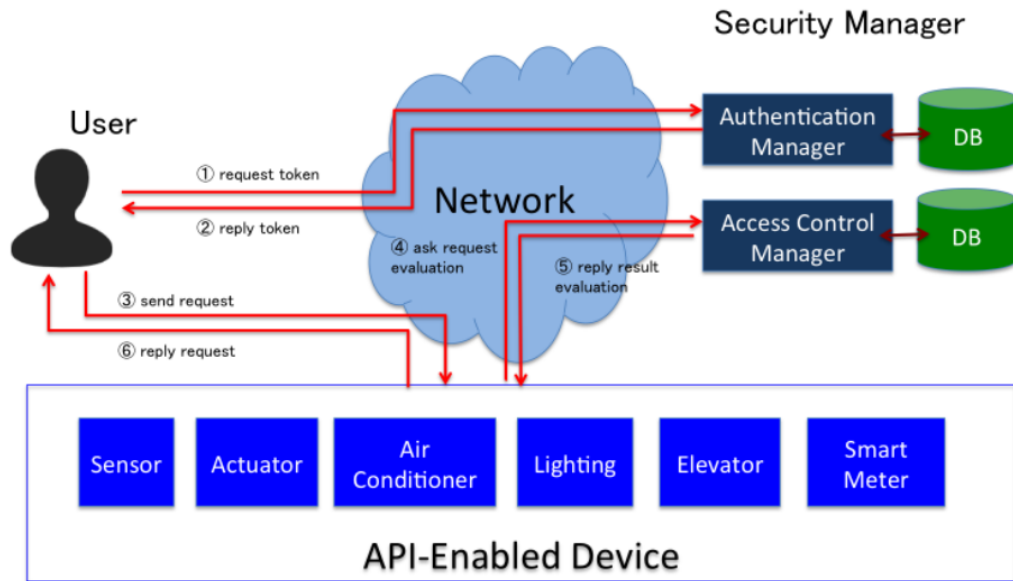 Security Manager
User
Authentication
Manager
DB
① request token
Network
② reply token
Access Control
Manager
DB
④ ask request
evaluation
⑤ reply result
evaluation
③ send request
⑥ reply request
Sensor
Actuator
Air
Conditioner
Lighting
Elevator
Smart
Meter
API-Enabled Device